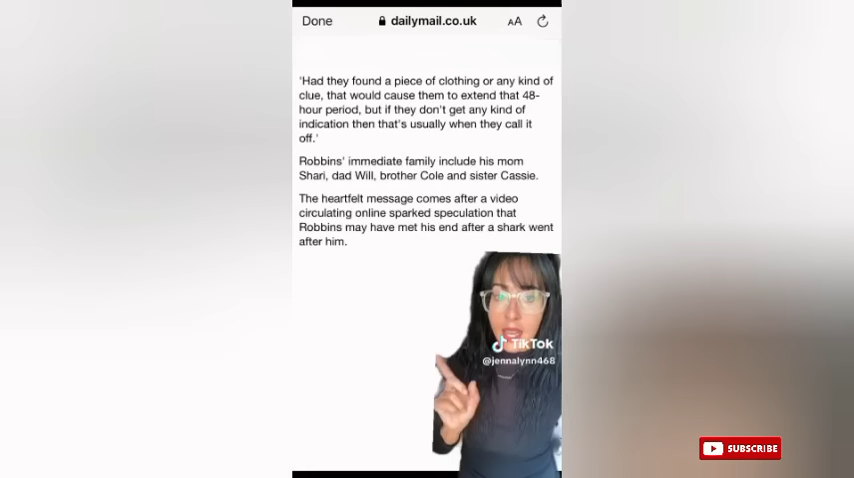 Done
dailymail.co.uk
AA
'Had they found a piece of clothing or any kind of
clue, that would cause them to extend that 48-
hour period, but if they don't get any kind of
indication then that's usually when they call it
off.'
Robbins' immediate family include his mom
Shari, dad Will, brother Cole and sister Cassie.
The heartfelt message comes after a video
circulating online sparked speculation that
Robbins may have met his end after a shark went
after him.
TikTok
@jennalynn468
SUBSCRIBE